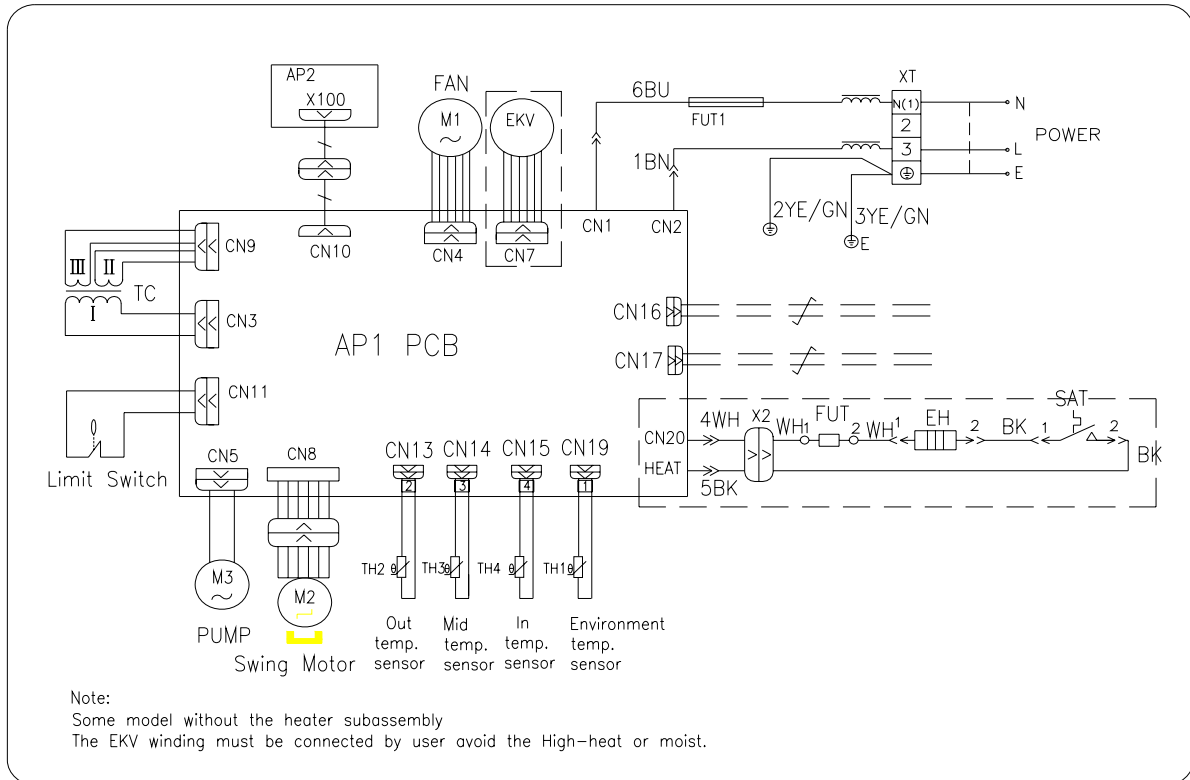 AP2
X100
CN10
FAN
M1
CN4
EKV
CN7
6BU
FUT1
XT
N(1)
2
3
N
L
E
POWER
1BN
2YE/GN
3YE/GN
E
CN1
CN2
CN9
III
II
TC
I
CN3
CN11
Limit Switch
AP1 PCB
CN16
CN17
CN20
HEAT
4WH
5BK
X2
WH
1
FUT
2
WH
1
EH
2
BK
1
SAT
2
BK
CN5
M3
PUMP
CN8
M2
Swing Motor
CN13
CN14
CN15
CN19
2
3
4
1
TH2
θ
TH3
θ
TH4
θ
TH1
θ
Out
temp.
sensor
Mid
temp.
sensor
In
temp.
sensor
Environment
temp.
sensor
Note:
Some model without the heater subassembly
The EKV winding must be connected by user avoid the High-heat or moist.